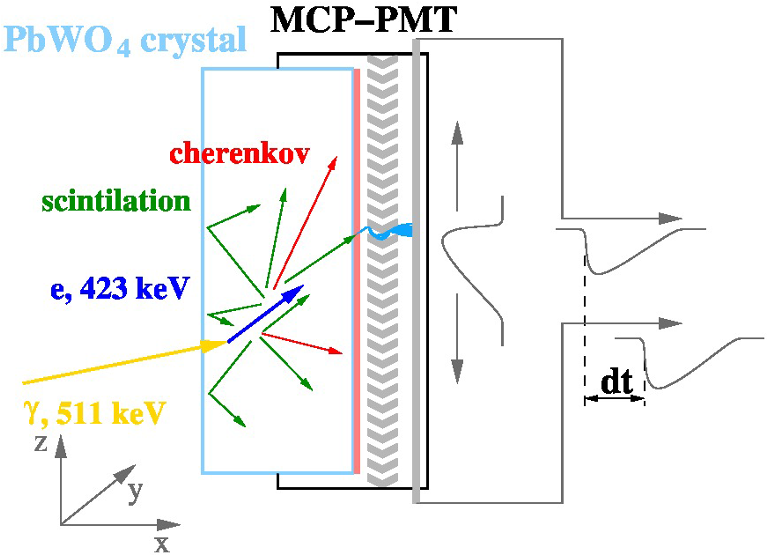 MCP-PMT
PbWO4 crystal
cherenkov
scintilation
e, 423 keV
γ, 511 keV
dt
z
y
x